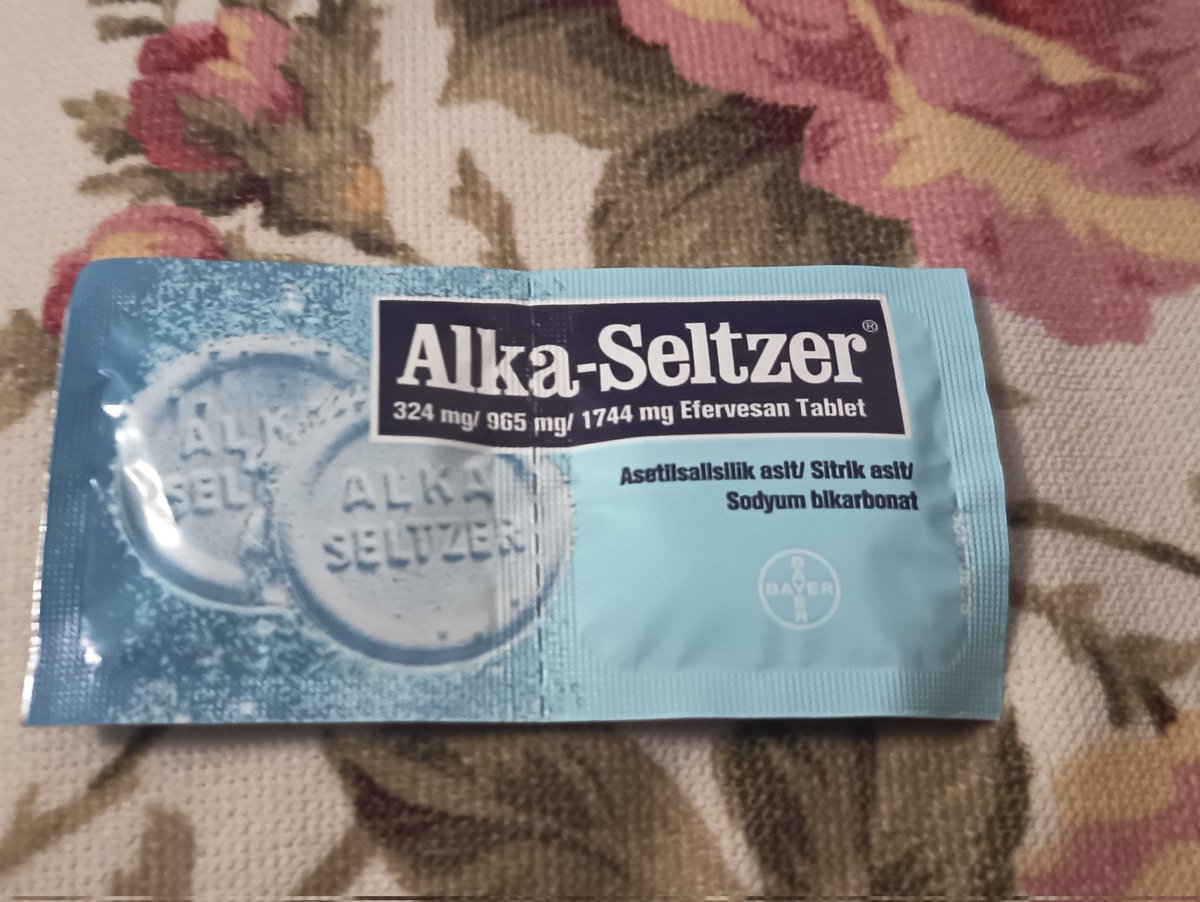 Alka-Seltzer®
324 mg/ 965 mg/ 1744 mg Efervesan Tablet
Asetilsalisilik asit/ Sitrik asit/
Sodyum bikarbonat
ALKA
SELTZER
BAYER
BAYER